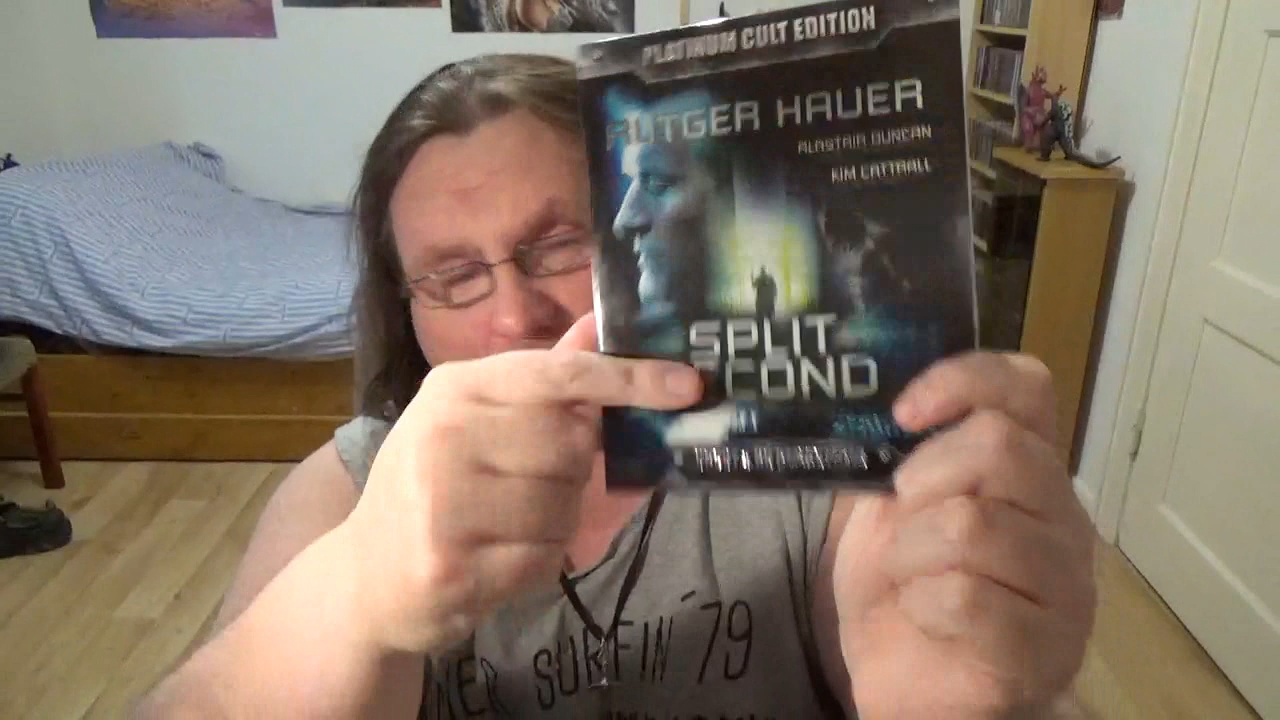 PLATINUM CULT EDITION
RUTGER HAUER
ALASTAIR DUNCAN
KIM CATTRALL
SPLIT
SECOND
SURFIN' 79